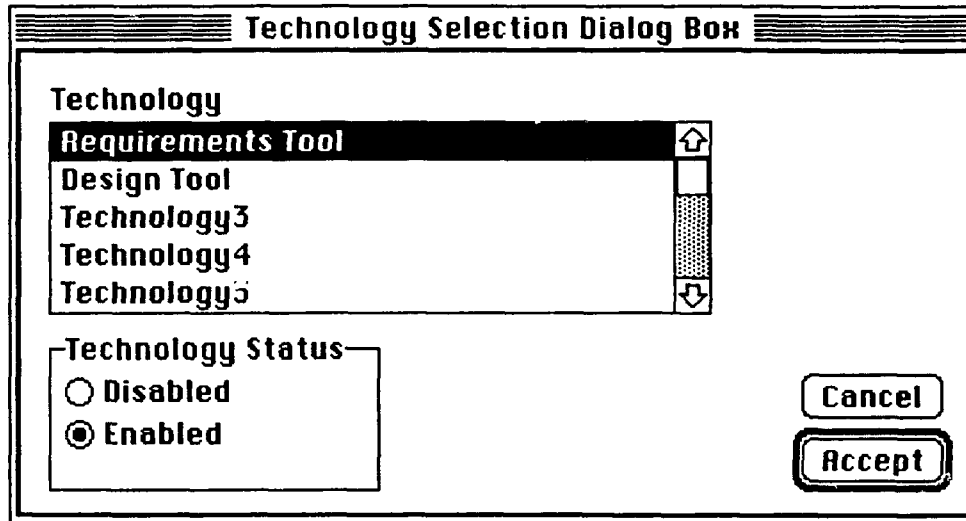 Technology Selection Dialog Box
Technology
Requirements Tool
Design Tool
Technology3
Technology4
Technology5
Technology Status
Disabled
Enabled
Cancel
Accept